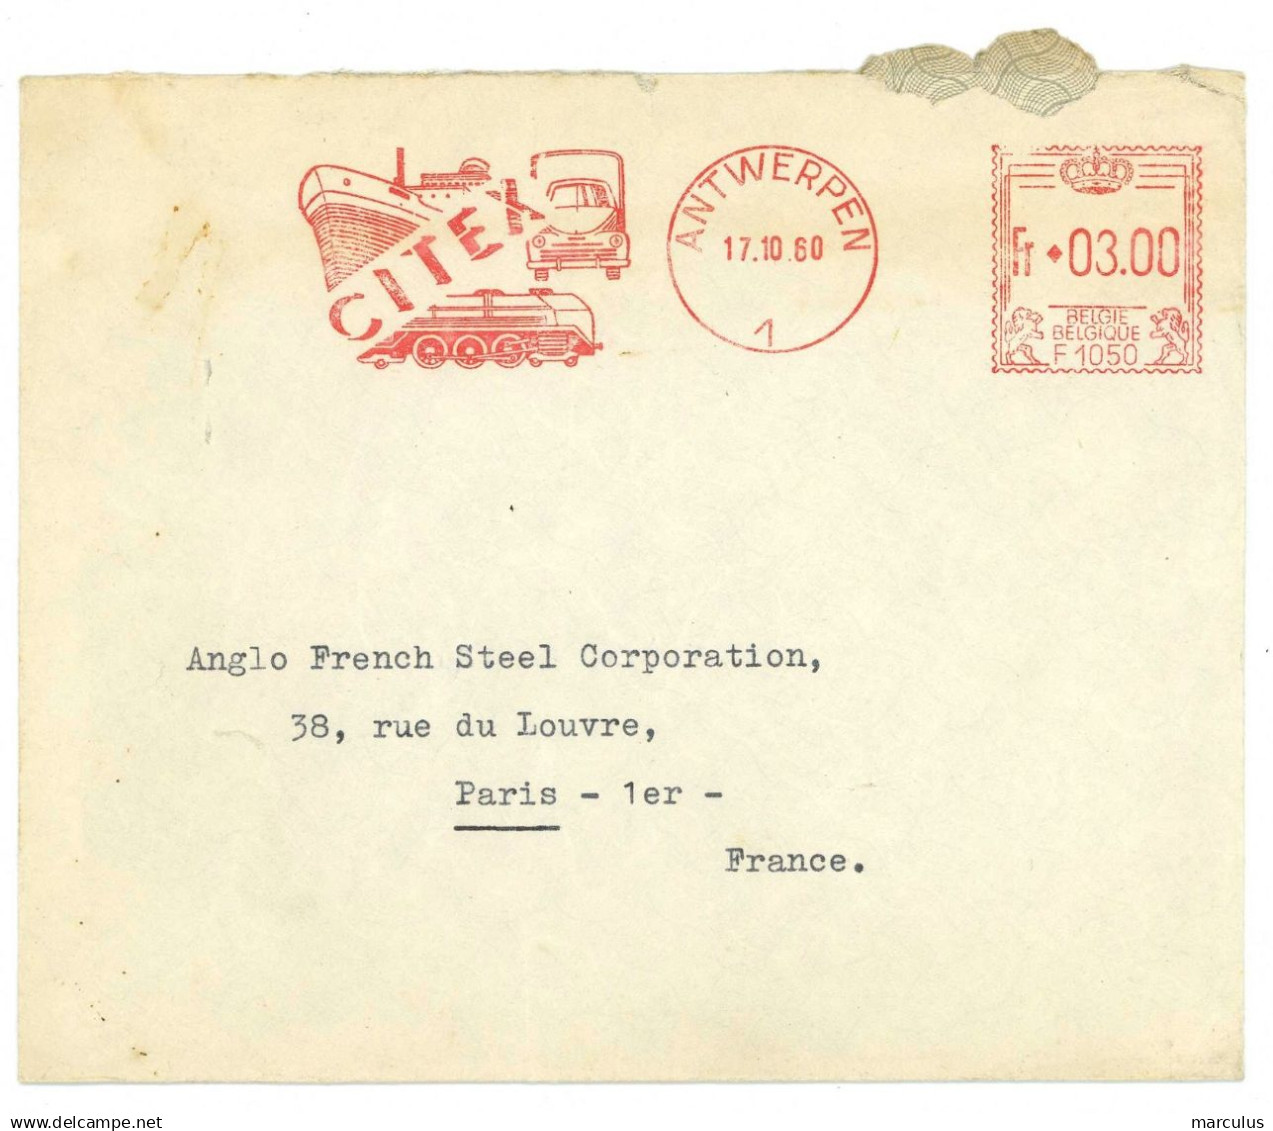 CITEX
ANTWERPEN
17.10.60
1
Fr 03.00
BELGIE
BELGIQUE
F 1050
Anglo French Steel Corporation,
38, rue du Louvre,
Paris - 1er -
France.
delcampe.net
marculus